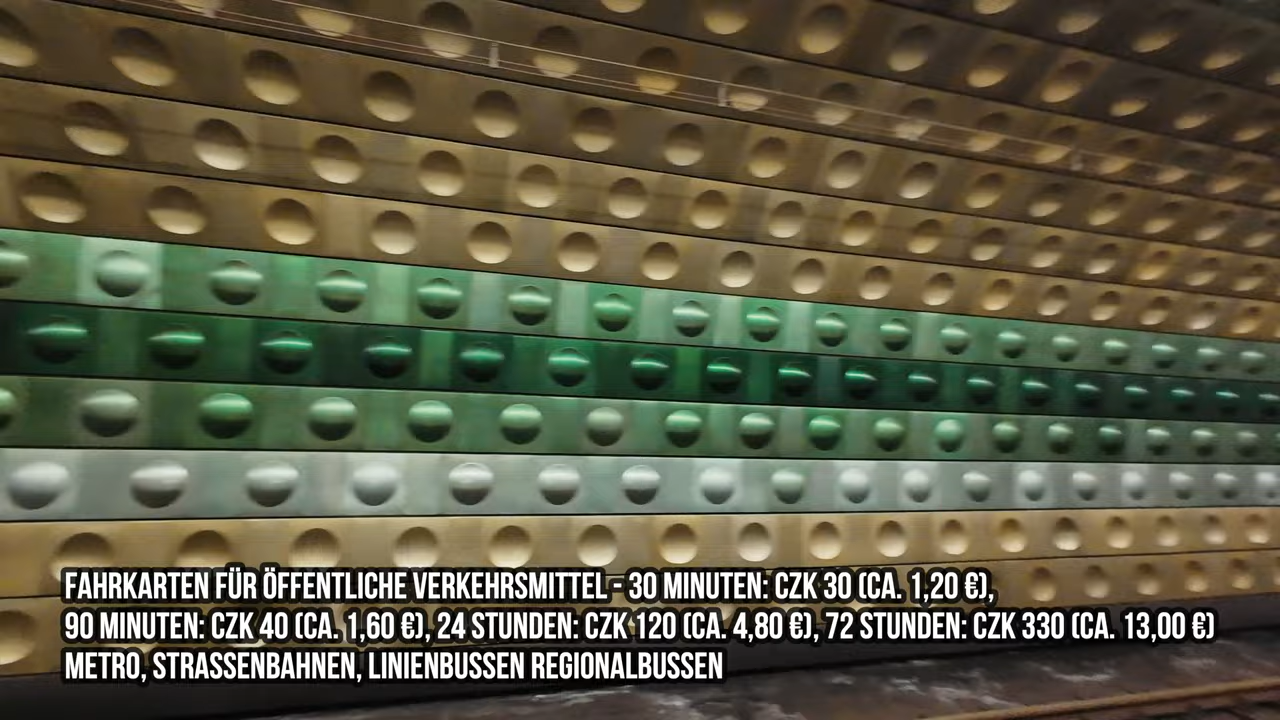 FAHRKARTEN FÜR ÖFFENTLICHE VERKEHRSMITTEL - 30 MINUTEN: CZK 30 (CA. 1,20 €),
90 MINUTEN: CZK 40 (CA. 1,60 €), 24 STUNDEN: CZK 120 (CA. 4,80 €), 72 STUNDEN: CZK 330 (CA. 13,00 €)
METRO, STRASSENBAHNEN, LINIENBUSSEN REGIONALBUSSEN